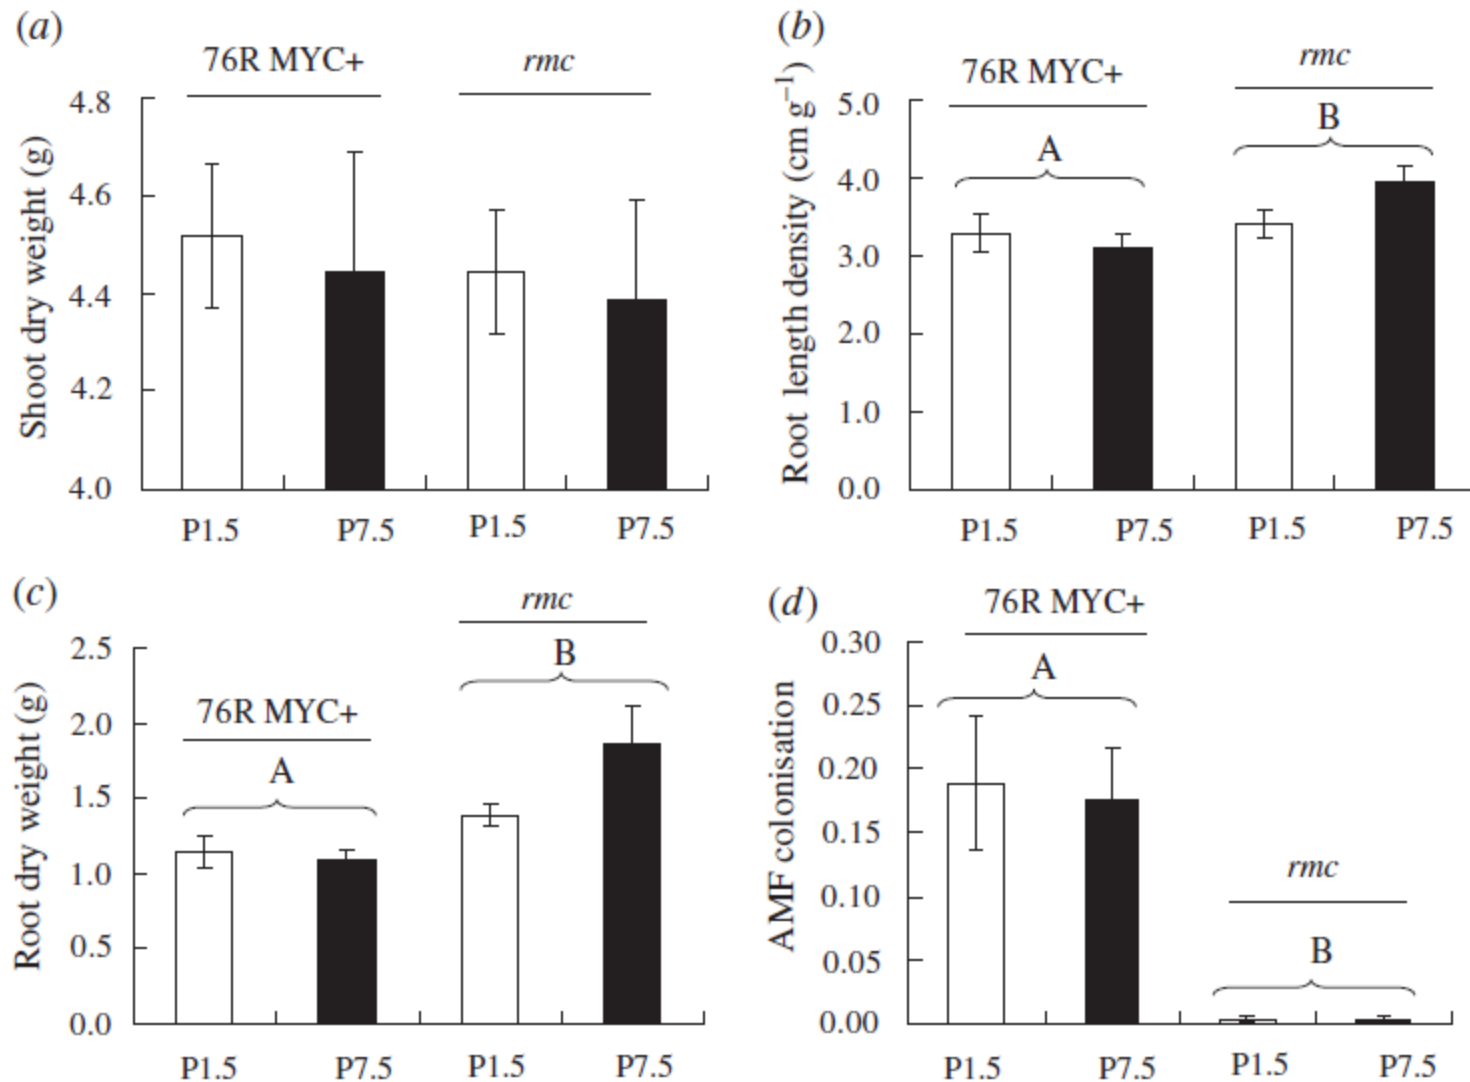 (a)
76R MYC+
rmc
Shoot dry weight (g)
4.8
4.6
4.4
4.2
4.0
P1.5 P7.5 P1.5 P7.5
(b)
76R MYC+
rmc
A
B
Root length density (cm g⁻¹)
5.0
4.0
3.0
2.0
1.0
0.0
P1.5 P7.5 P1.5 P7.5
(c)
76R MYC+
rmc
A
B
Root dry weight (g)
2.5
2.0
1.5
1.0
0.5
0.0
P1.5 P7.5 P1.5 P7.5
(d)
76R MYC+
A
rmc
B
AMF colonisation
0.30
0.25
0.20
0.15
0.10
0.05
0.00
P1.5 P7.5 P1.5 P7.5